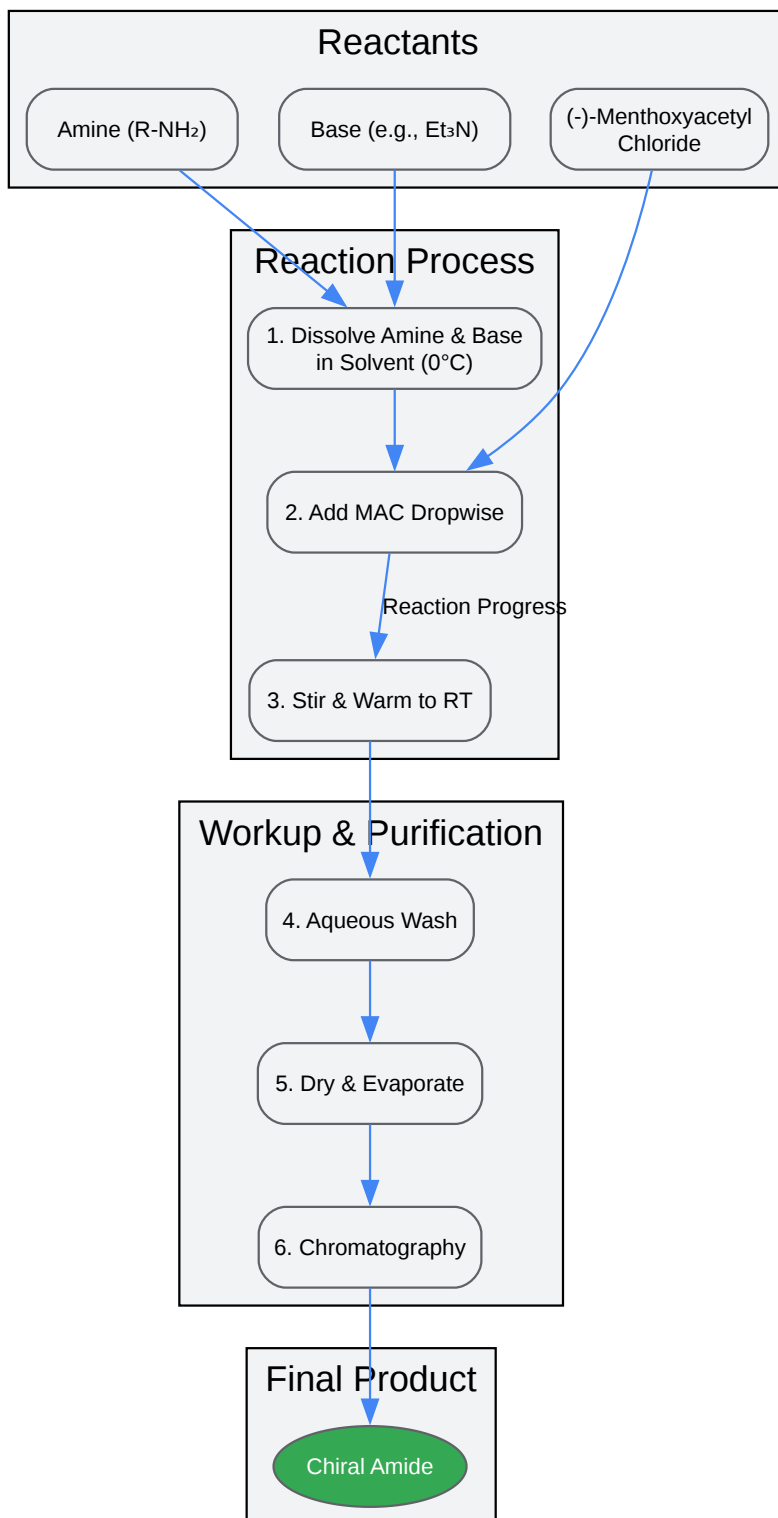 Reactants
Amine (R-NH₂)
Base (e.g., Et₃N)
(-)-Menthoxyacetyl
Chloride
Reaction Process
1. Dissolve Amine & Base
in Solvent (0°C)
2. Add MAC Dropwise
Reaction Progress
3. Stir & Warm to RT
Workup & Purification
4. Aqueous Wash
5. Dry & Evaporate
6. Chromatography
Final Product
Chiral Amide